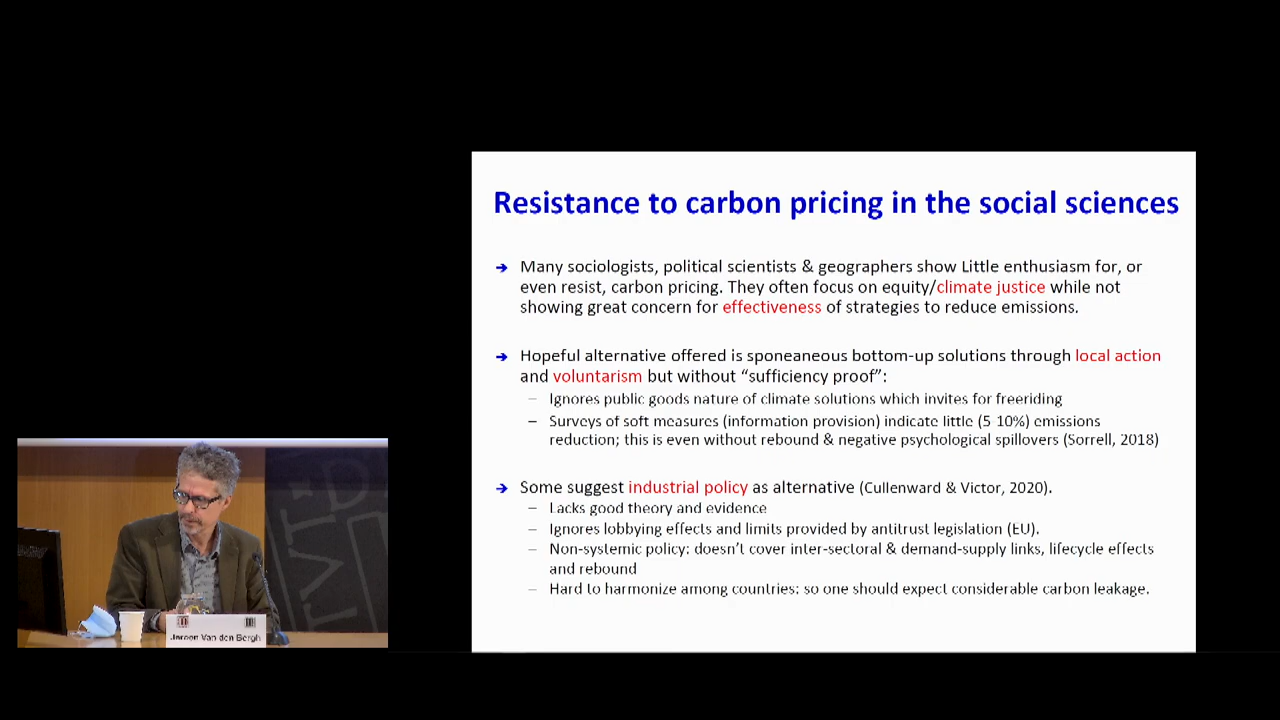 Resistance to carbon pricing in the social sciences
➔ Many sociologists, political scientists & geographers show Little enthusiasm for, or
even resist, carbon pricing. They often focus on equity/climate justice while not
showing great concern for effectiveness of strategies to reduce emissions.
➔ Hopeful alternative offered is sponeaneous bottom-up solutions through local action
and voluntarism but without “sufficiency proof”:
– Ignores public goods nature of climate solutions which invites for freeriding
– Surveys of soft measures (information provision) indicate little (5 10%) emissions
reduction; this is even without rebound & negative psychological spillovers (Sorrell, 2018)
➔ Some suggest industrial policy as alternative (Cullenward & Victor, 2020).
– Lacks good theory and evidence
– Ignores lobbying effects and limits provided by antitrust legislation (EU).
– Non-systemic policy: doesn’t cover inter-sectoral & demand-supply links, lifecycle effects
and rebound
– Hard to harmonize among countries: so one should expect considerable carbon leakage.
Jeroen Van den Bergh